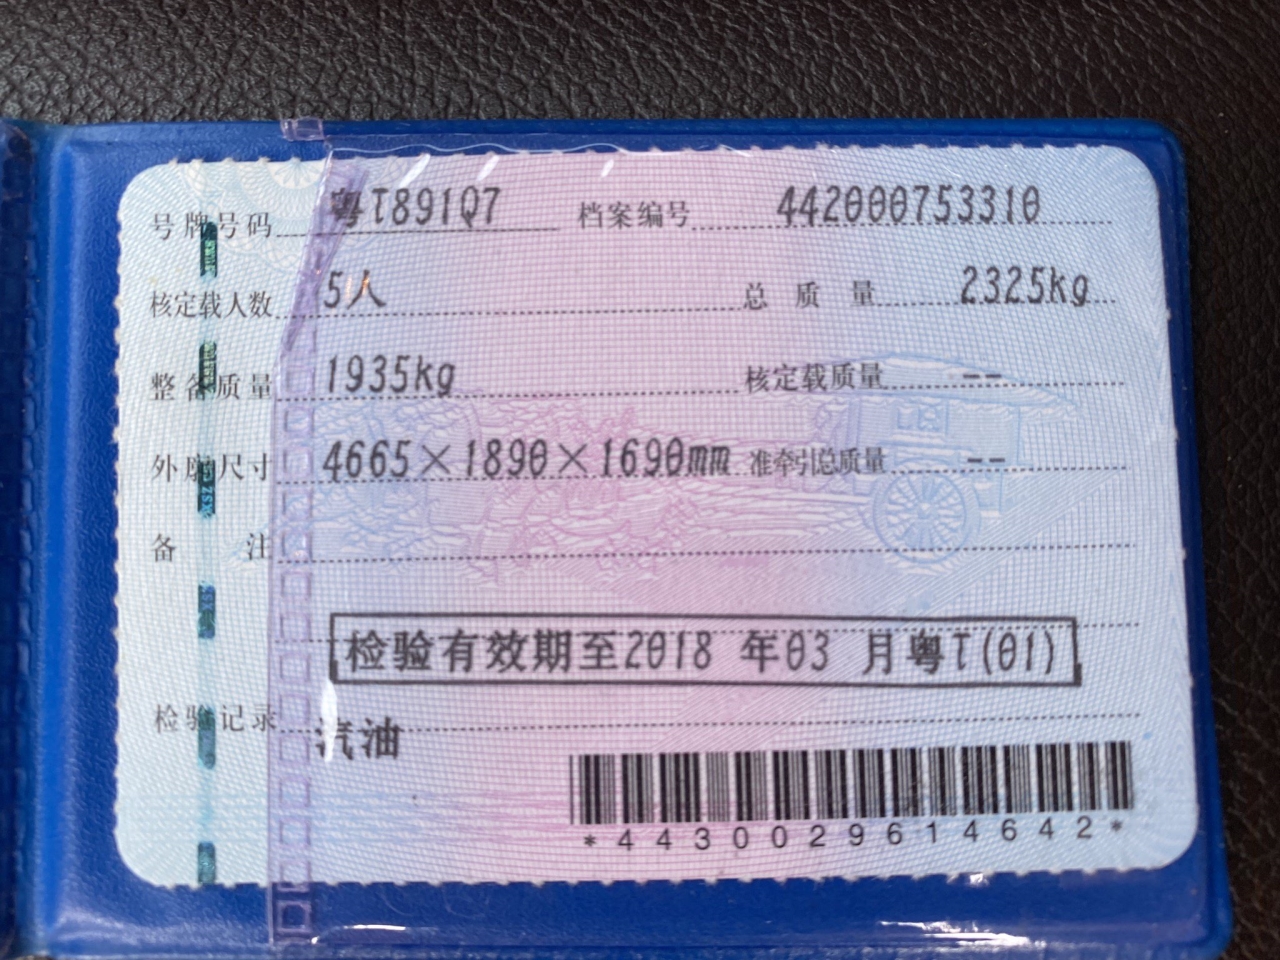 号牌号码 粤T891Q7 档案编号 442000753310
核定载人数 5人 总质量 2325kg
整备质量 1935kg 核定载质量 --
外廓尺寸 4665×1890×1690mm 准牵引总质量 --
备注
检验有效期至2018 年03 月粤T(01)
检验记录
汽油
*4430029614642*